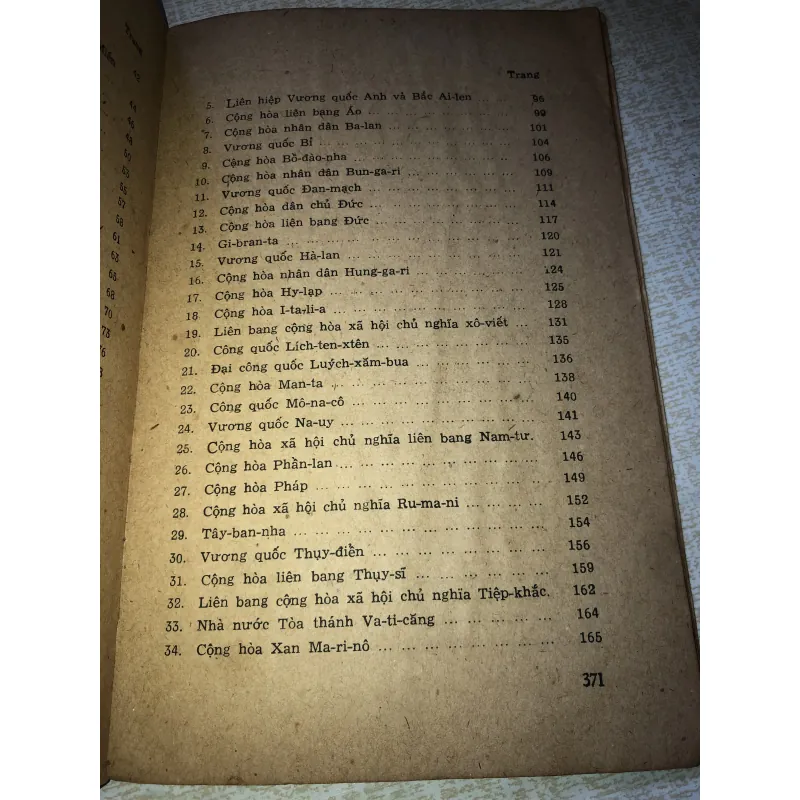 Trang
62
64
Trang
5. Liên hiệp Vương quốc Anh và Bắc Ai-len ... ... 96
6. Cộng hòa liên bang Áo ... ... ... ... ... ... ... 99
7. Cộng hòa nhân dân Ba-lan ... ... ... ... ... ... 101
8. Vương quốc Bỉ ... ... ... ... ... ... ... ... 104
9. Cộng hòa Bồ-đào-nha ... ... ... ... ... ... ... 106
10. Cộng hòa nhân dân Bun-ga-ri ... ... ... ... ... 109
11. Vương quốc Đan-mạch ... ... ... ... ... ... ... 111
12. Cộng hòa dân chủ Đức ... ... ... ... ... ... ... 114
13. Cộng hòa liên bang Đức ... ... ... ... ... ... 117
14. Gi-bran-ta ... ... ... ... ... ... ... ... ... 120
15. Vương quốc Hà-lan ... ... ... ... ... ... ... 121
16. Cộng hòa nhân dân Hung-ga-ri ... ... ... ... ... 124
17. Cộng hòa Hy-lạp ... ... ... ... ... ... ... ... 125
18 Cộng hòa I-ta-li-a ... ... ... ... ... ... ... ... 128
19. Liên bang cộng hòa xã hội chủ nghĩa xô-viết ... 131
20. Công quốc Lich-ten-xtên ... ... ... ... ... ... 135
21. Đại công quốc Luých-xăm-bua ... ... ... ... ... 136
22. Cộng hòa Man-ta ... ... ... ... ... ... ... ... 138
23. Công quốc Mô-na-cô ... ... ... ... ... ... ... 140
24. Vương quốc Na-uy ... ... ... ... ... ... ... 141
25. Cộng hòa xã hội chủ nghĩa liên bang Nam-tư. 143
26. Cộng hòa Phần-lan ... ... ... ... ... ... ... ... 146
27. Cộng hòa Pháp ... ... ... ... ... ... ... ... .. 149
28. Cộng hòa xã hội chủ nghĩa Ru-ma-ni ... ... ... 152
29. Tây-ban-nha ... ... ... ... ... ... ... ... ... 154
30. Vương quốc Thụy-điển ... ... ... ... ... ... ... 156
31. Cộng hòa liên bang Thụy-sĩ ... ... ... ... ... 159
32. Liên bang cộng hòa xã hội chủ nghĩa Tiệp-khắc. 162
33. Nhà nước Tòa thánh Va-ti-căng ... ... ... ... 164
34. Cộng hòa Xan Ma-ri-nô ... ... ... ... ... ... 165
371